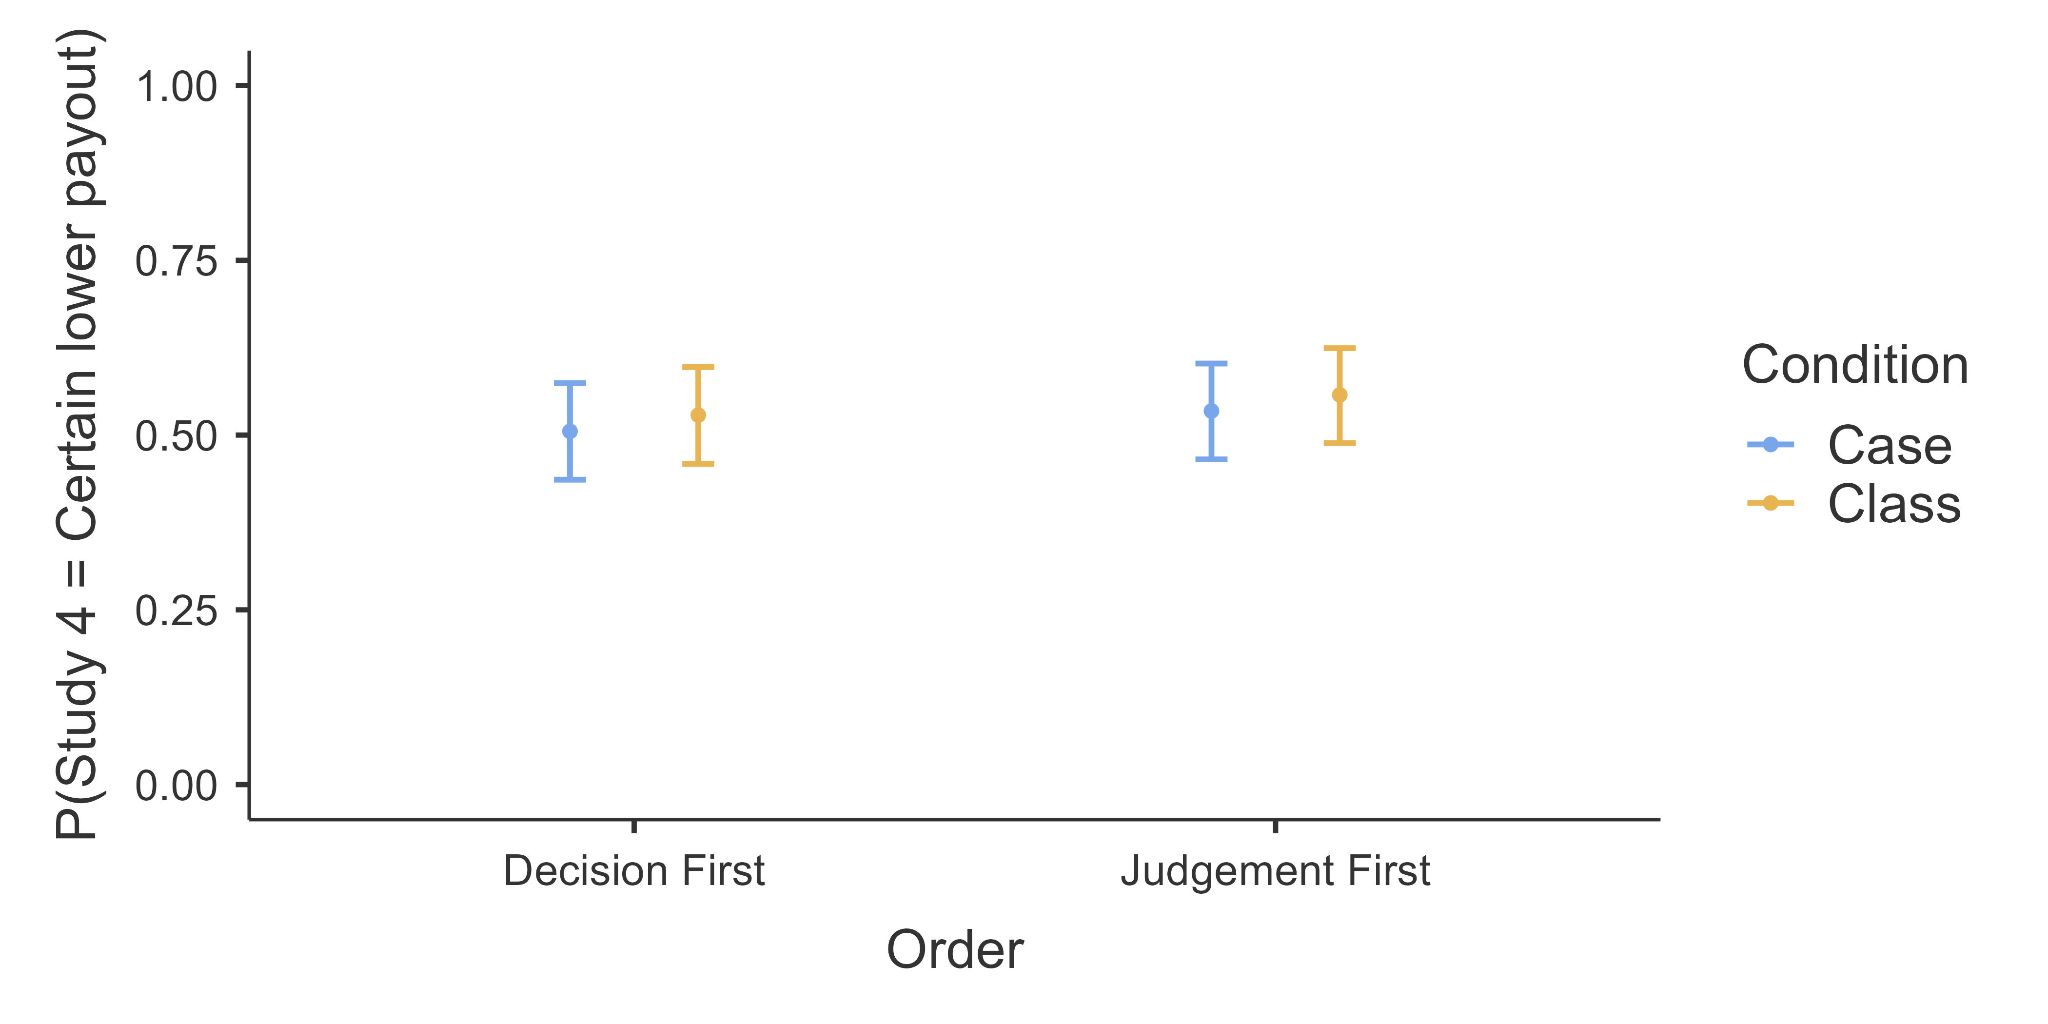 P(Study 4 = Certain lower payout)
1.00
0.75
0.50
0.25
0.00
Decision First
Judgement First
Order
Condition
Case
Class